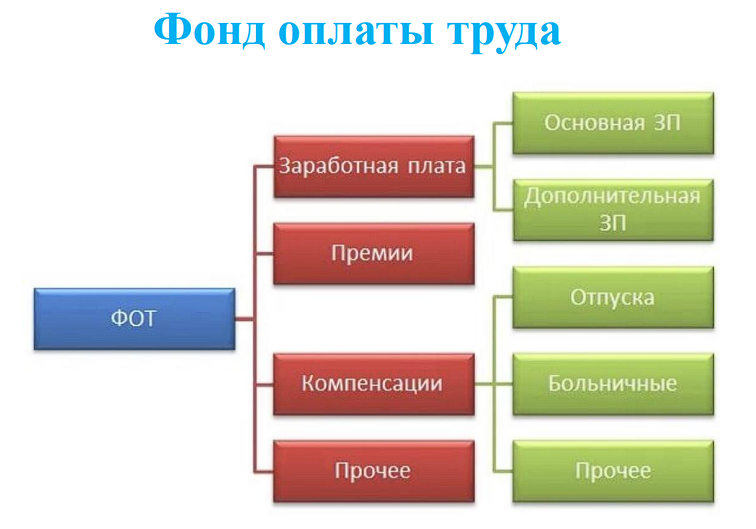 Фонд оплаты труда
ФОТ
Заработная плата
Основная ЗП
Дополнительная
ЗП
Премии
Компенсации
Отпуска
Больничные
Прочее
Прочее